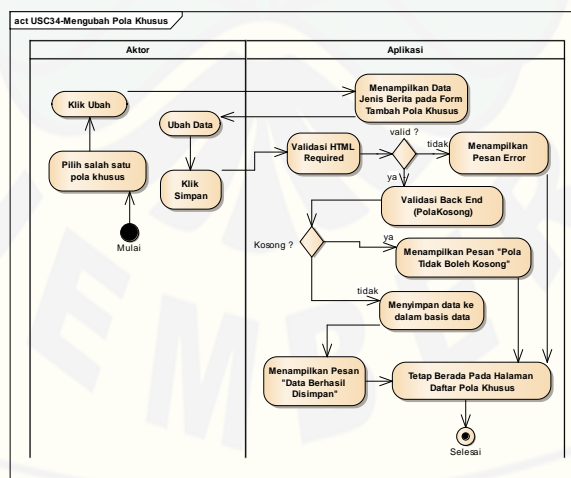 act USC34-Mengubah Pola Khusus
Aktor
Aplikasi
Klik Ubah
Menampilkan Data
Jenis Berita pada Form
Tambah Pola Khusus
Ubah Data
Pilih salah satu
pola khusus
Klik
Simpan
Mulai
Validasi HTML
Required
valid ?
tidak
Menampilkan
Pesan Error
ya
Validasi Back End
(PolaKosong)
Kosong ?
ya
Menampilkan Pesan "Pola
Tidak Boleh Kosong"
tidak
Menyimpan data ke
dalam basis data
Menampilkan Pesan
"Data Berhasil
Disimpan"
Tetap Berada Pada Halaman
Daftar Pola Khusus
Selesai